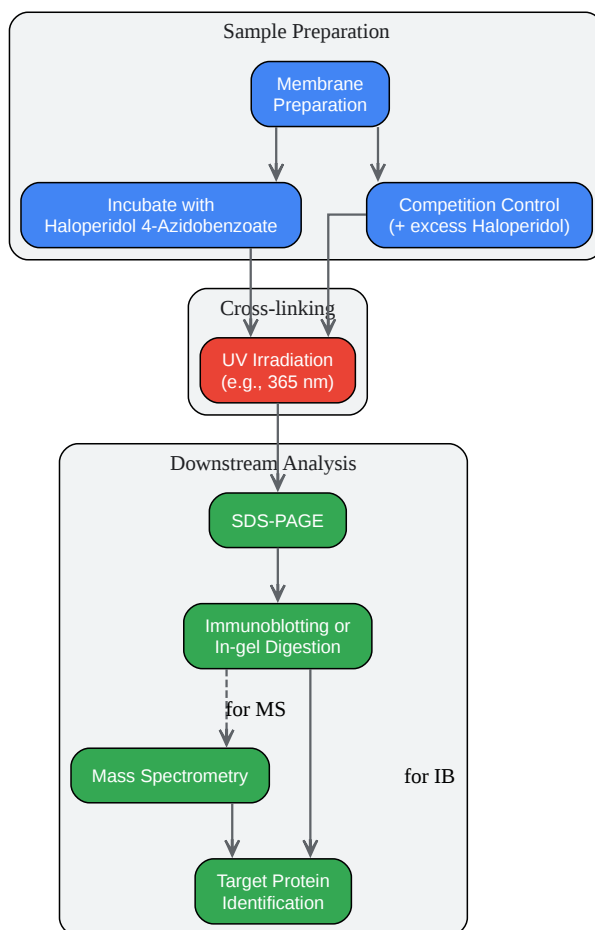 Sample Preparation
Membrane
Preparation
Incubate with
Haloperidol 4-Azidobenzoate
Competition Control
(+ excess Haloperidol)
Cross-linking
UV Irradiation
(e.g., 365 nm)
Downstream Analysis
SDS-PAGE
Immunoblotting or
In-gel Digestion
for MS
Mass Spectrometry
for IB
Target Protein
Identification